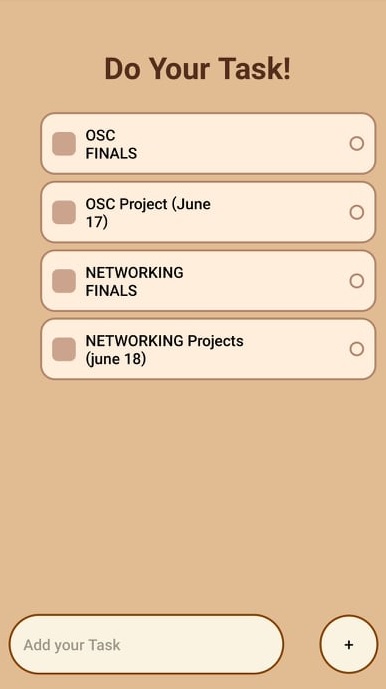 Do Your Task!
OSC
FINALS
OSC Project (June
17)
NETWORKING
FINALS
NETWORKING Projects
(june 18)
Add your Task
+